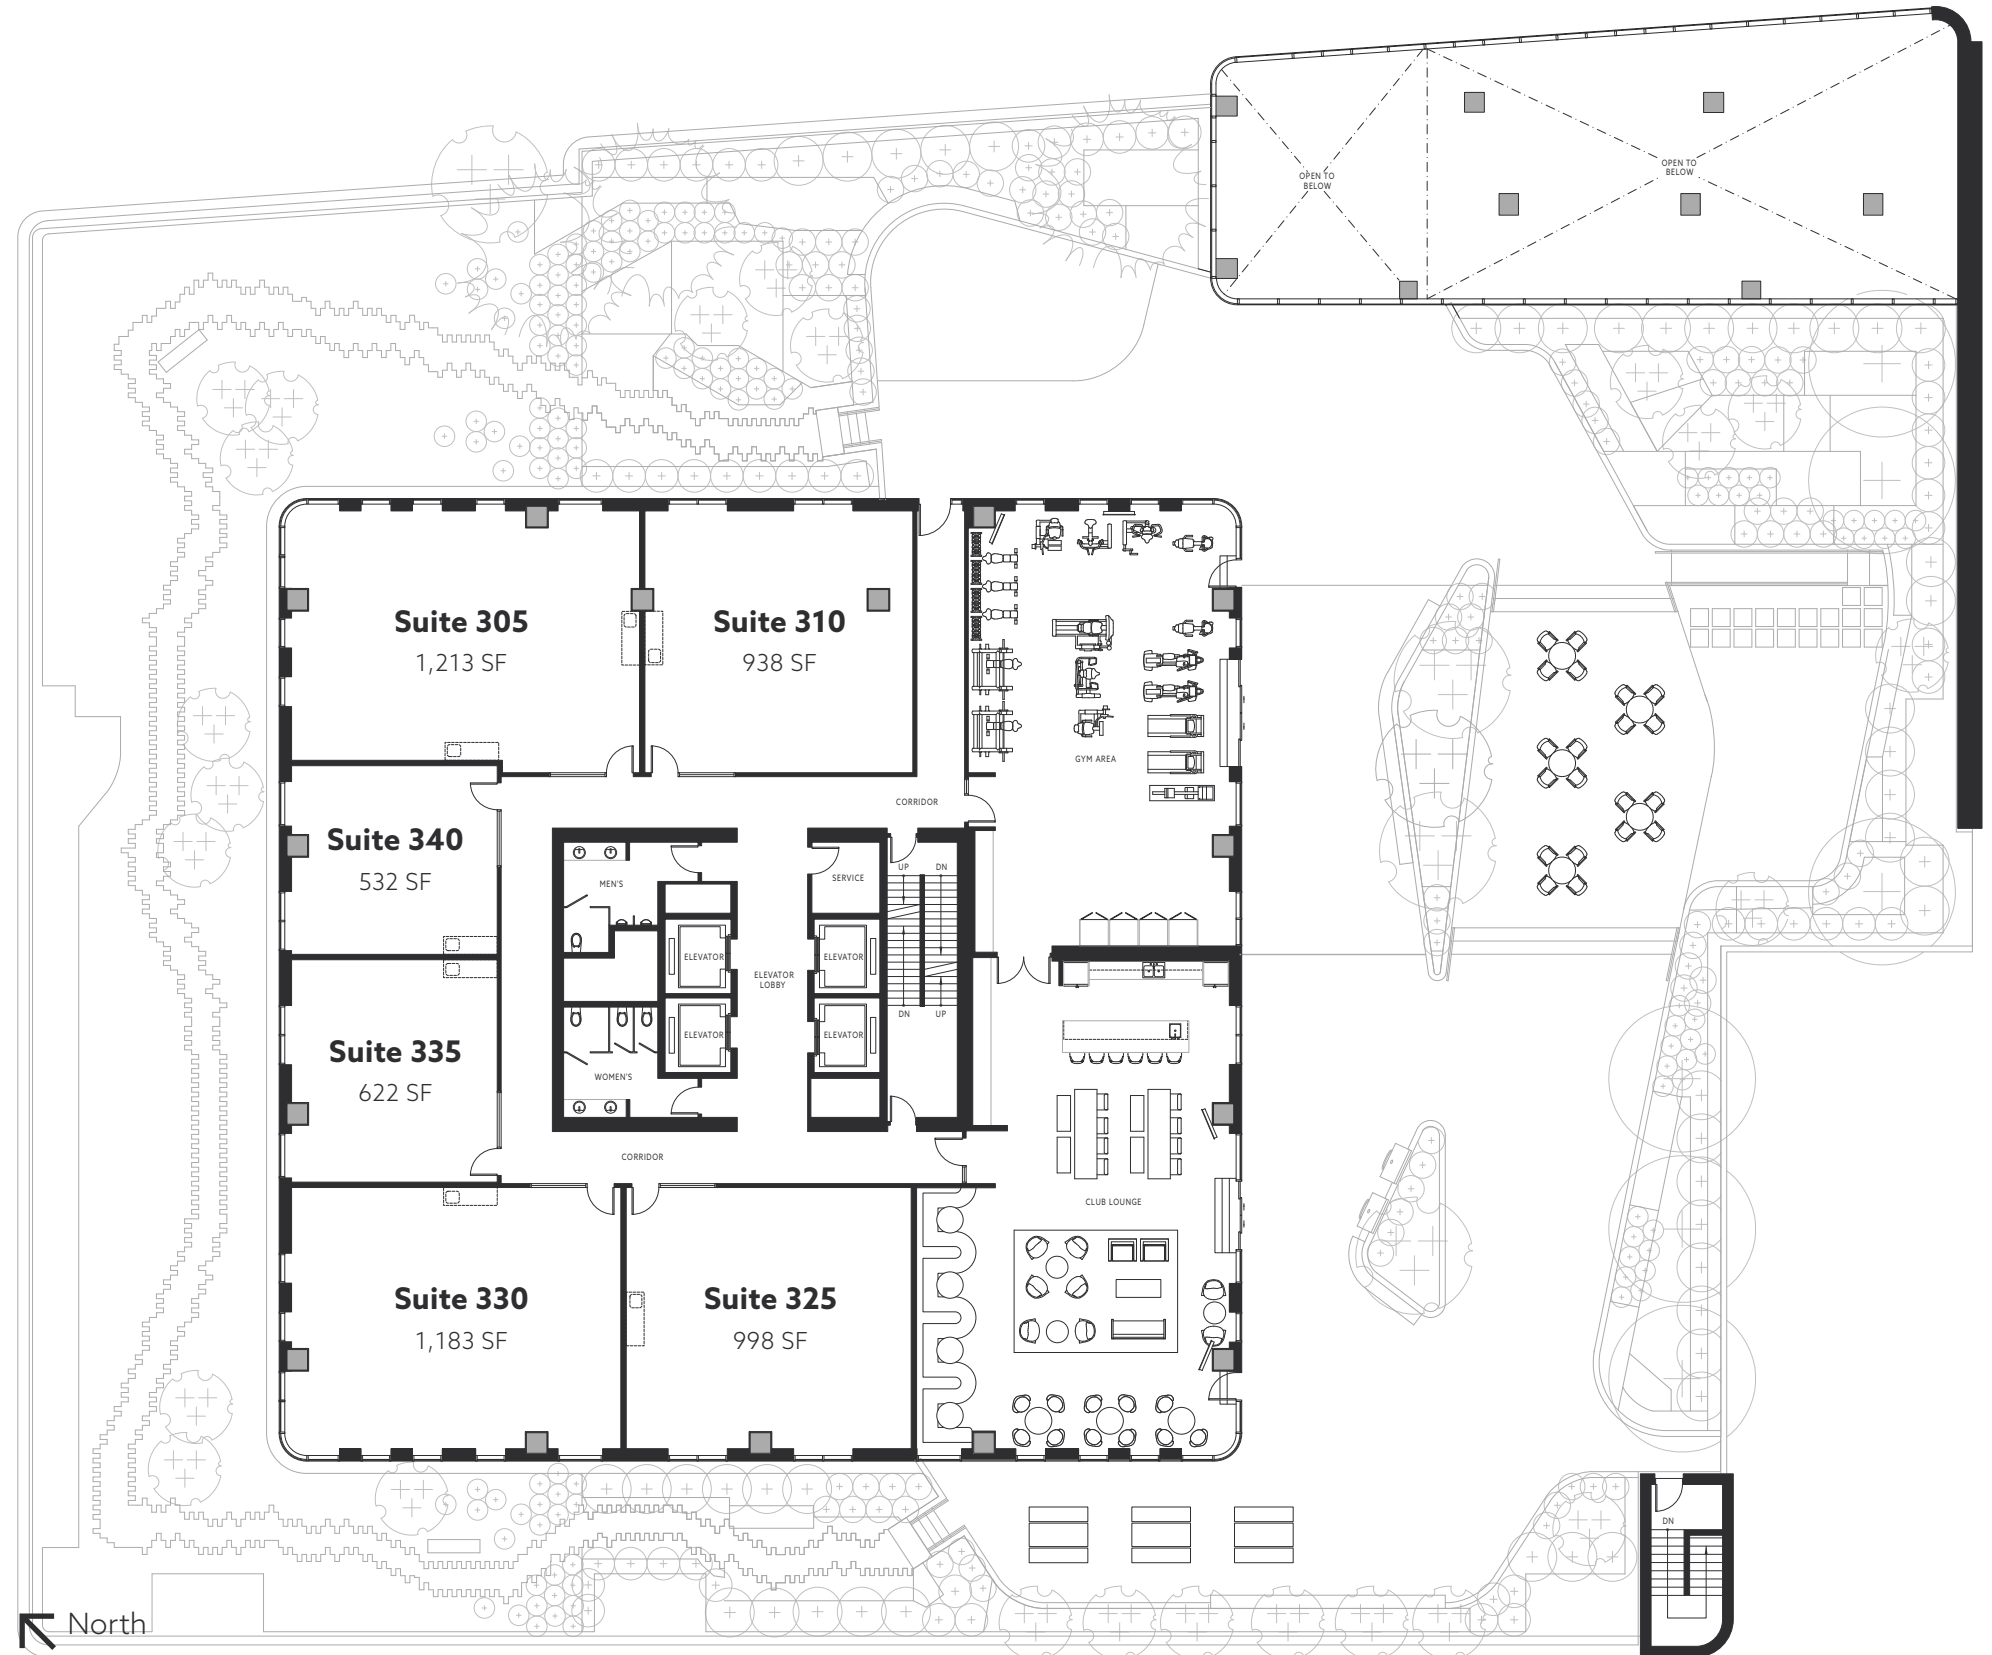 OPEN TO
BELOW
OPEN TO
BELOW
Suite 305
1,213 SF
Suite 310
938 SF
GYM AREA
CORRIDOR
Suite 340
532 SF
MEN'S
SERVICE
UP
DN
ELEVATOR
ELEVATOR
ELEVATOR
LOBBY
DN
UP
ELEVATOR
ELEVATOR
Suite 335
622 SF
WOMEN'S
CORRIDOR
CLUB LOUNGE
Suite 330
1,183 SF
Suite 325
998 SF
DN
North